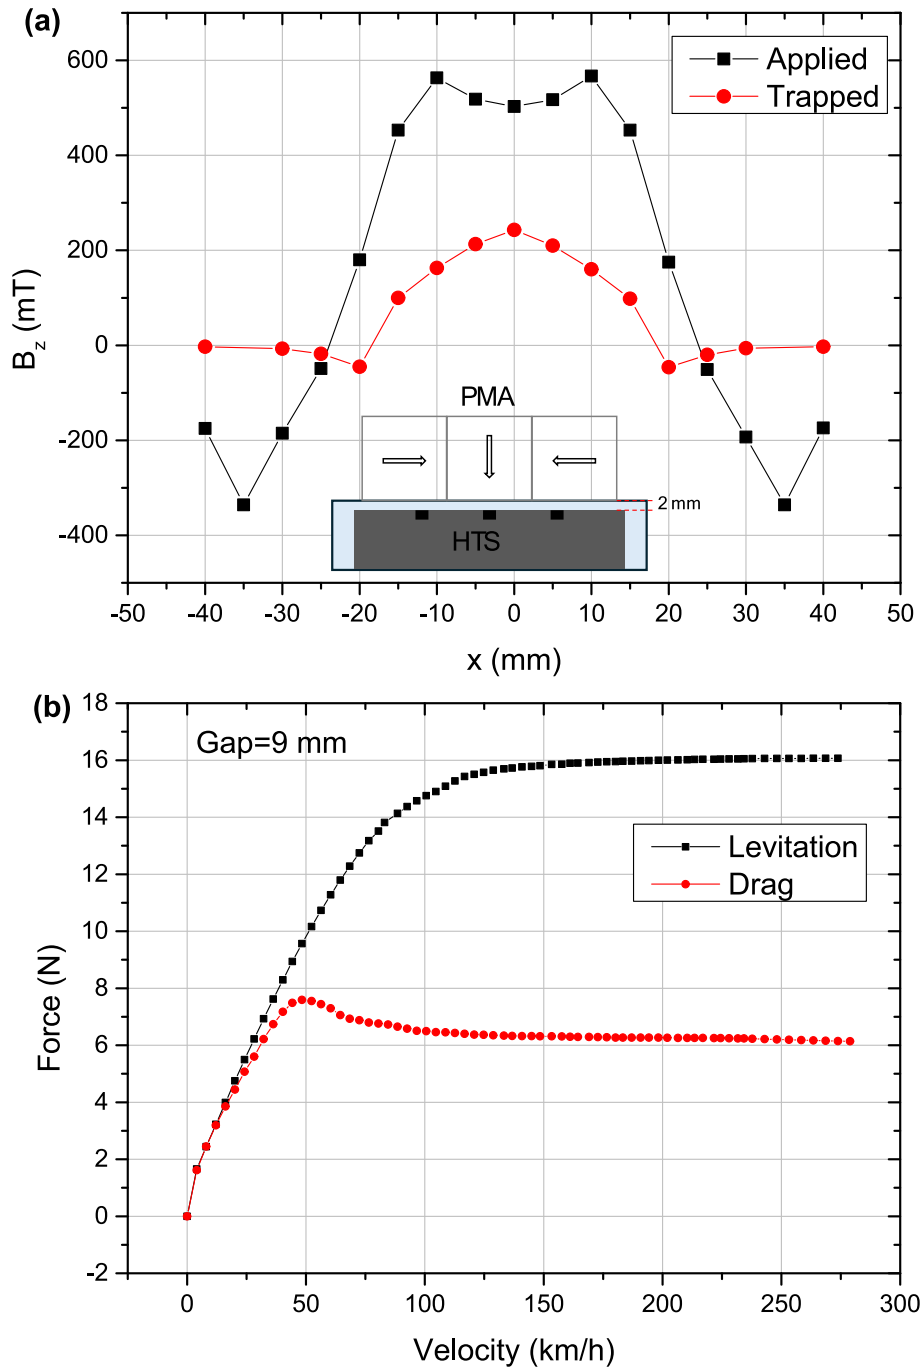 (a)
600
400
200
0
-200
-400
B_z (mT)
Applied
Trapped
PMA
2 mm
HTS
-50 -40 -30 -20 -10 0 10 20 30 40 50
x (mm)
(b)
18
16
14
12
10
8
6
4
2
0
-2
Force (N)
Gap=9 mm
Levitation
Drag
0 50 100 150 200 250 300
Velocity (km/h)